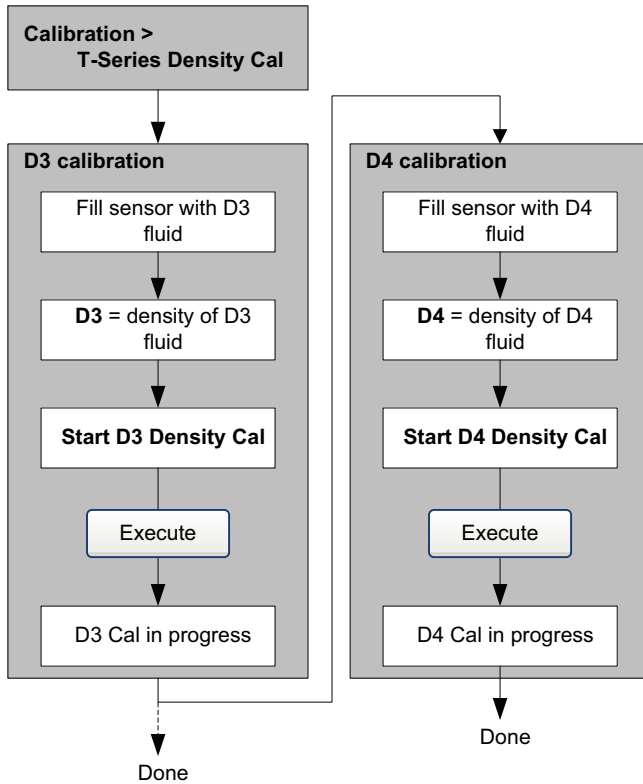 Calibration >
T-Series Density Cal
D3 calibration
Fill sensor with D3
fluid
D3 = density of D3
fluid
Start D3 Density Cal
Execute
D3 Cal in progress
Done
D4 calibration
Fill sensor with D4
fluid
D4 = density of D4
fluid
Start D4 Density Cal
Execute
D4 Cal in progress
Done